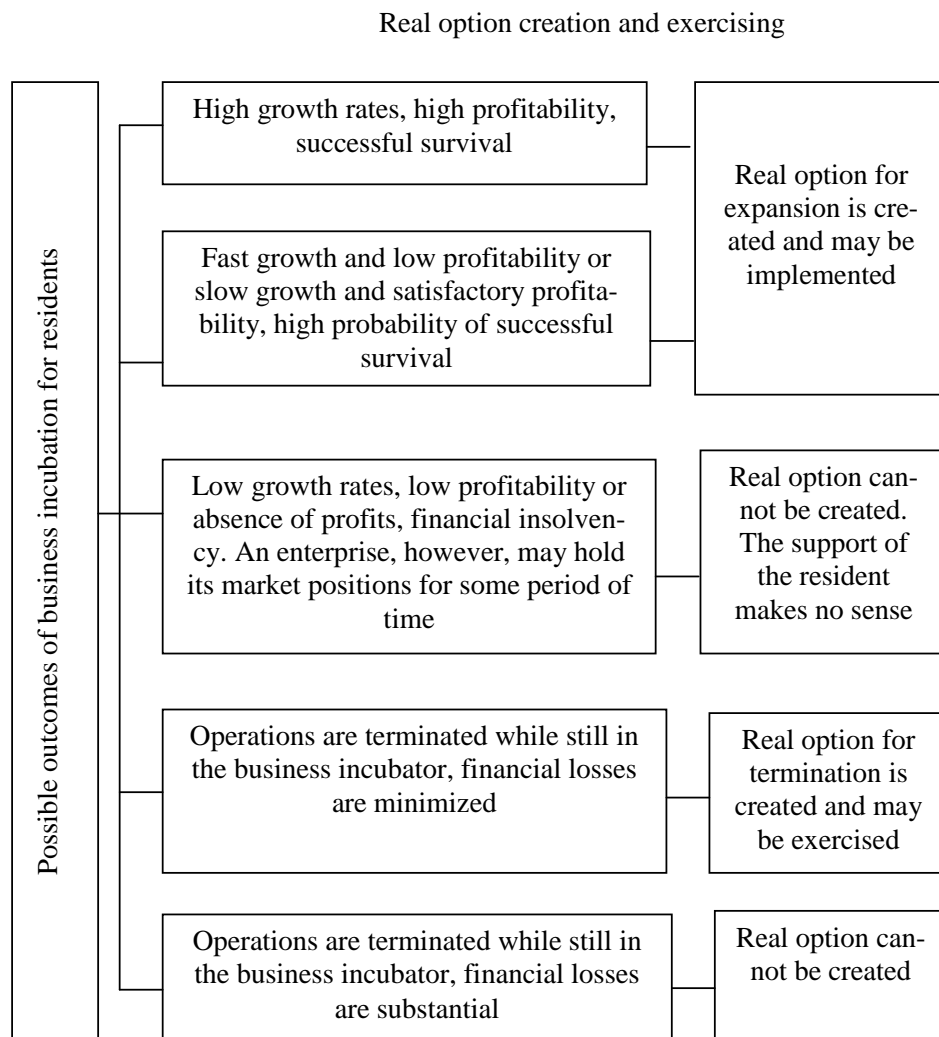 Real option creation and exercising
Possible outcomes of business incubation for residents
High growth rates, high profitability,
successful survival
Real option for
expansion is cre-
ated and may be
implemented
Fast growth and low profitability or
slow growth and satisfactory profita-
bility, high probability of successful
survival
Low growth rates, low profitability or
absence of profits, financial insolven-
cy. An enterprise, however, may hold
its market positions for some period of
time
Real option can-
not be created.
The support of
the resident
makes no sense
Operations are terminated while still in
the business incubator, financial losses
are minimized
Real option for
termination is
created and may
be exercised
Operations are terminated while still in
the business incubator, financial losses
are substantial
Real option can-
not be created